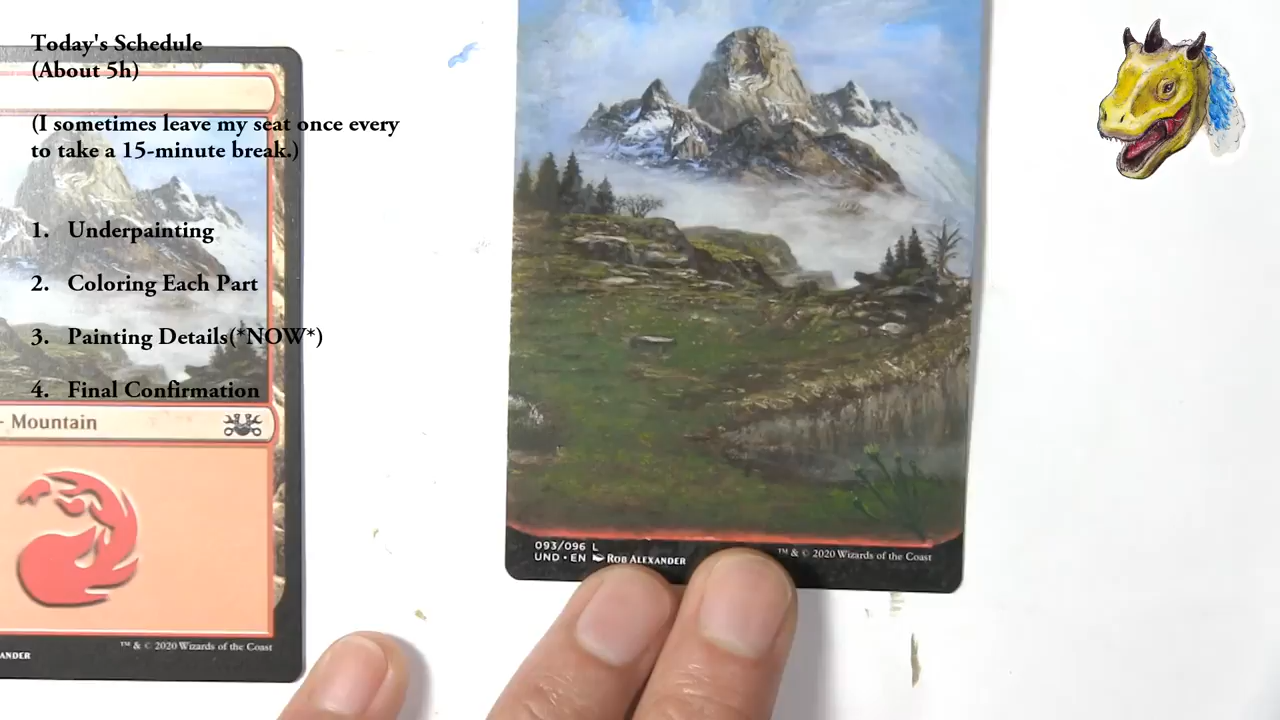 Today's Schedule
(About 5h)
(I sometimes leave my seat once every
to take a 15-minute break.)
1. Underpainting
2. Coloring Each Part
3. Painting Details(*NOW*)
4. Final Confirmation
- Mountain
ANDER
™ & © 2020 Wizards of the Coast
093/096 L
UND • EN ROB ALEXANDER
™ & © 2020 Wizards of the Coast